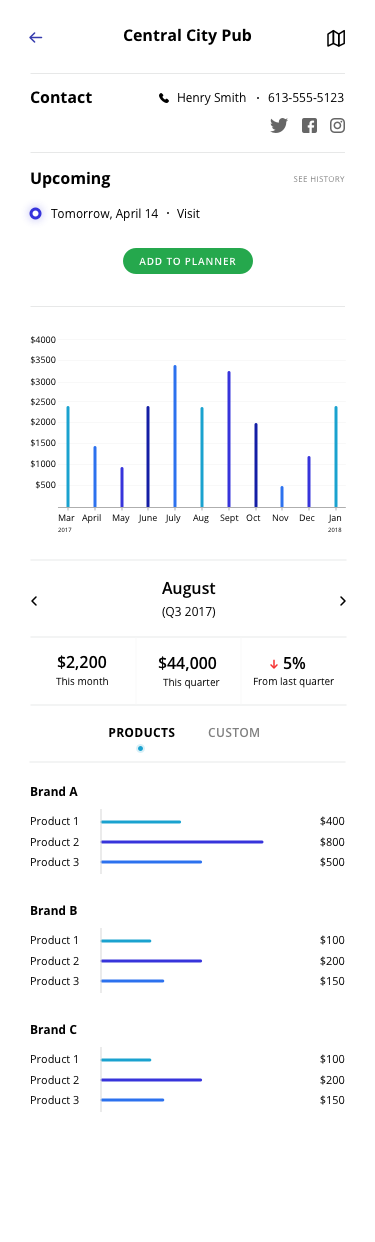 Central City Pub
Contact
Henry Smith · 613-555-5123
Upcoming
SEE HISTORY
Tomorrow, April 14 · Visit
ADD TO PLANNER
$4000
$3500
$3000
$2500
$2000
$1500
$1000
$500
Mar April May June July Aug Sept Oct Nov Dec Jan
2017 2018
August
(Q3 2017)
$2,200 $44,000 5%
This month This quarter From last quarter
PRODUCTS CUSTOM
Brand A
Product 1 $400
Product 2 $800
Product 3 $500
Brand B
Product 1 $100
Product 2 $200
Product 3 $150
Brand C
Product 1 $100
Product 2 $200
Product 3 $150